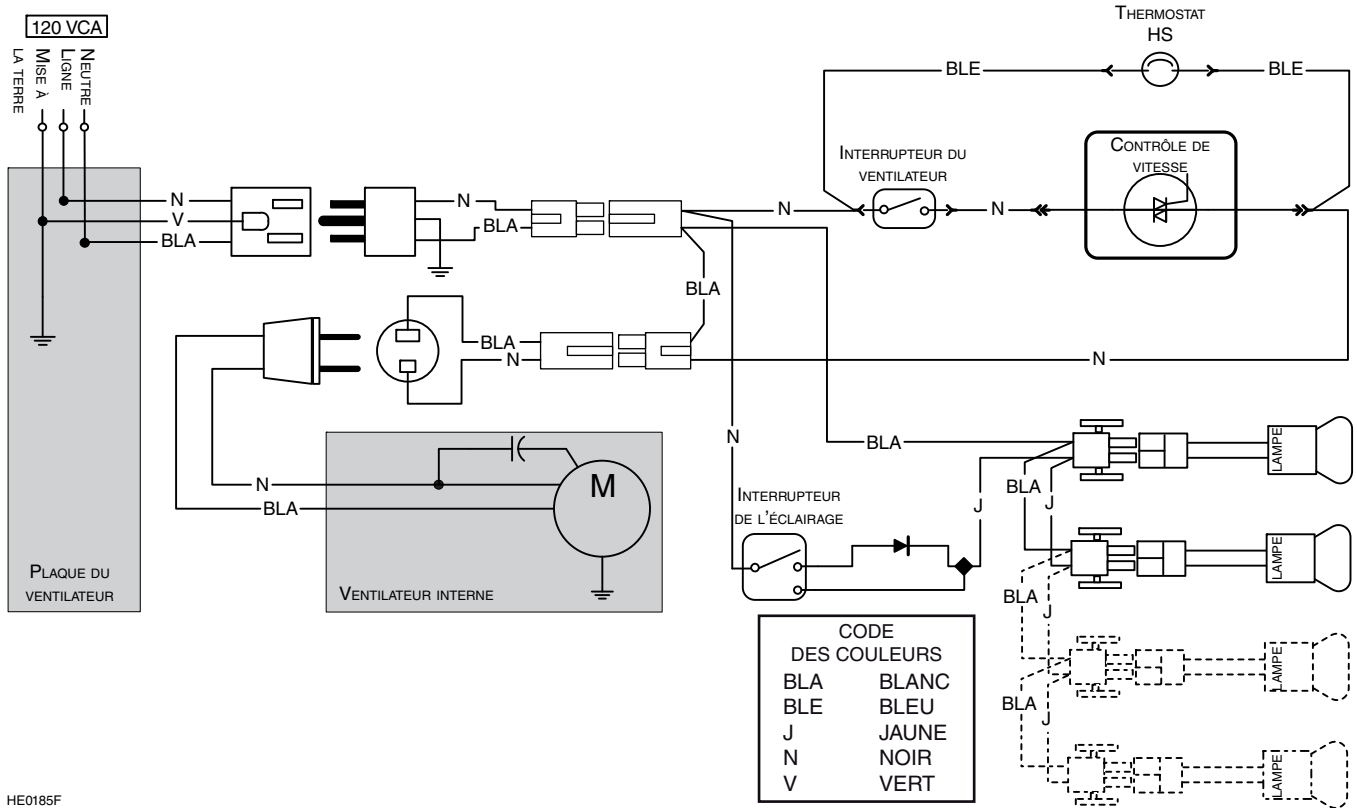 120 VCA
MISE À
LA TERRE
LIGNE
NEUTRE
THERMOSTAT
HS
BLE
BLE
INTERRUPTEUR DU
VENTILATEUR
CONTRÔLE DE
VITESSE
N
V
BLA
N
BLA
N
N
BLA
BLA
N
N
N
BLA
PLAQUE DU
VENTILATEUR
N
BLA
M
VENTILATEUR INTERNE
INTERRUPTEUR
DE L'ÉCLAIRAGE
J
BLA
J
LAMPE
LAMPE
BLA
J
LAMPE
BLA
J
LAMPE
CODE
DES COULEURS
BLA BLANC
BLE BLEU
J JAUNE
N NOIR
V VERT
HE0185F